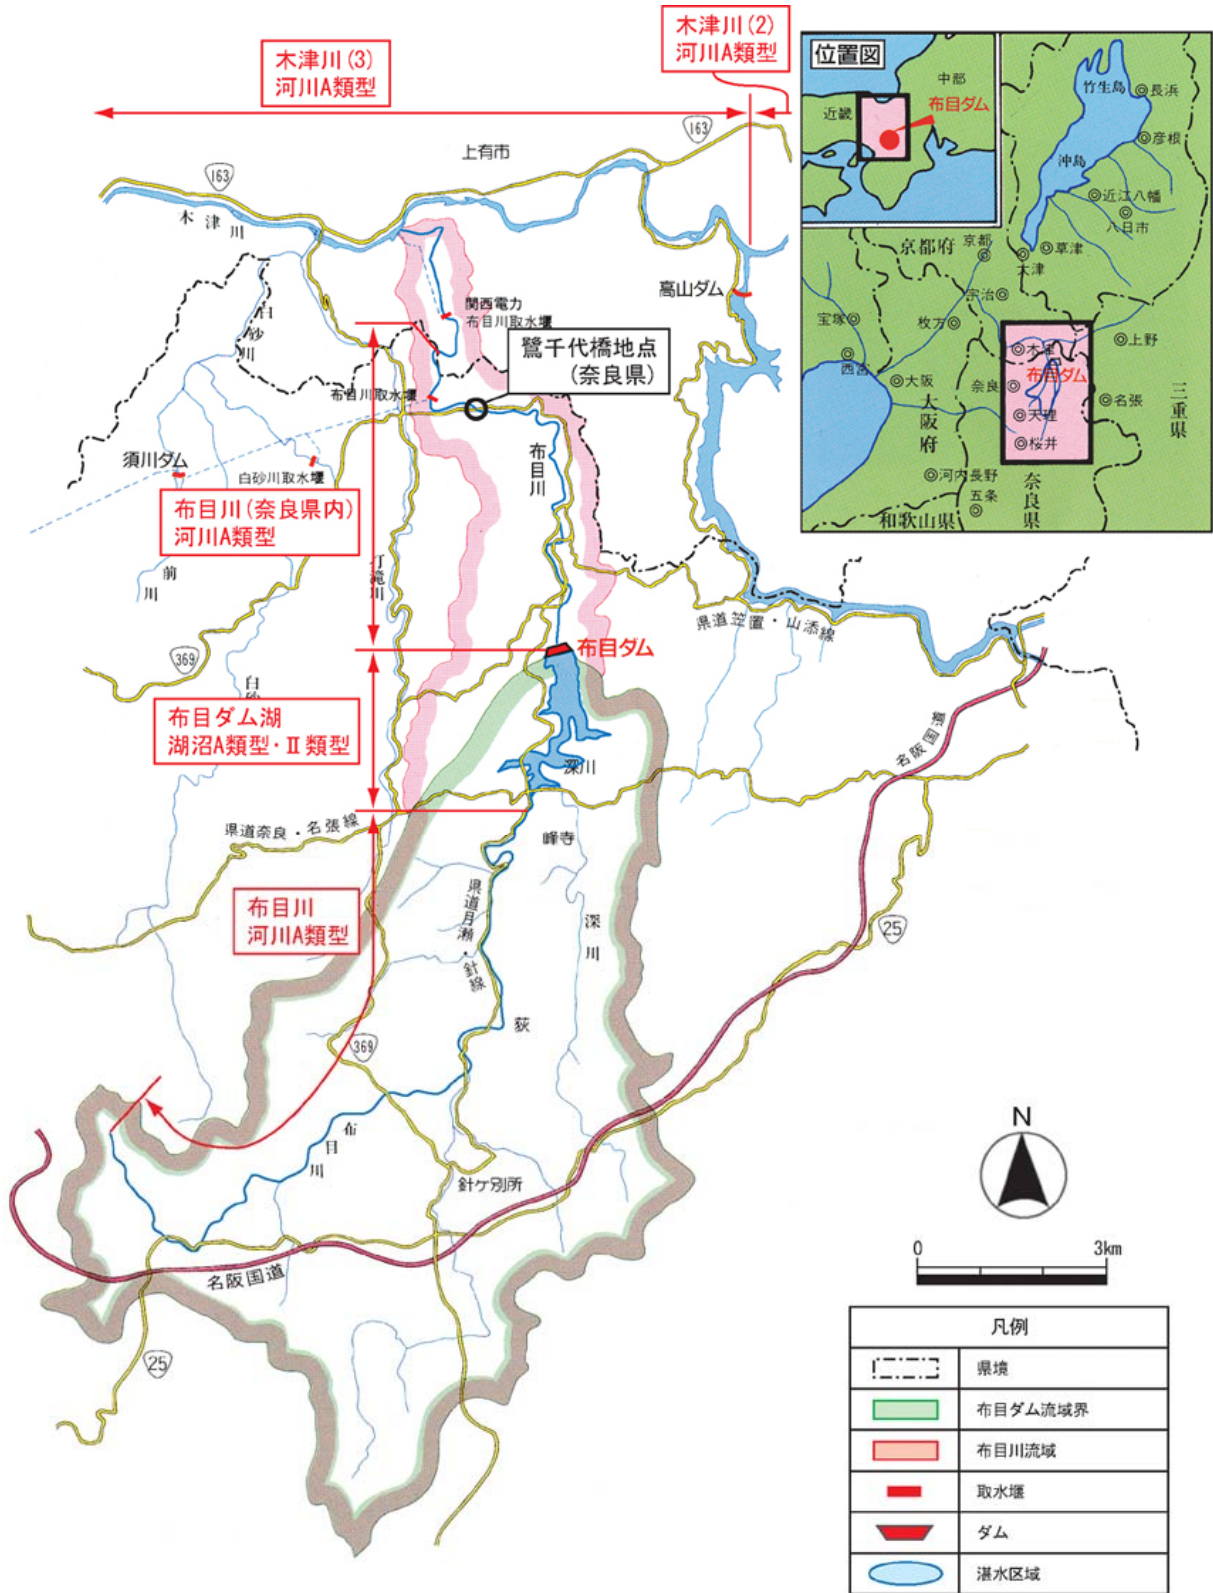 木津川(3)
河川A類型
木津川(2)
河川A類型
位置図
中部
近畿
布目ダム
竹生島
長浜
彦根
沖島
近江八幡
八日市
京都府
京都
大津
草津
宇治
枚方
宝塚
西宮
大阪
大阪府
木津
布目ダム
奈良
天理
桜井
上野
名張
三重県
河内長野
五条
奈良県
和歌山県
163
163
上有市
木津川
白砂川
関西電力
布目川取水堰
高山ダム
鷺千代橋地点
(奈良県)
布目川取水堰
須川ダム
白砂川取水堰
布目川
布目川(奈良県内)
河川A類型
前川
打滝川
県道笠置・山添線
369
布目ダム
白砂
布目ダム湖
湖沼A類型・Ⅱ類型
深川
名阪国道
県道奈良・名張線
峰寺
布目川
河川A類型
県道月瀬・針線
深川
25
荻
369
布目川
針ケ別所
名阪国道
25
N
0 3km
凡例
県境
布目ダム流域界
布目川流域
取水堰
ダム
湛水区域